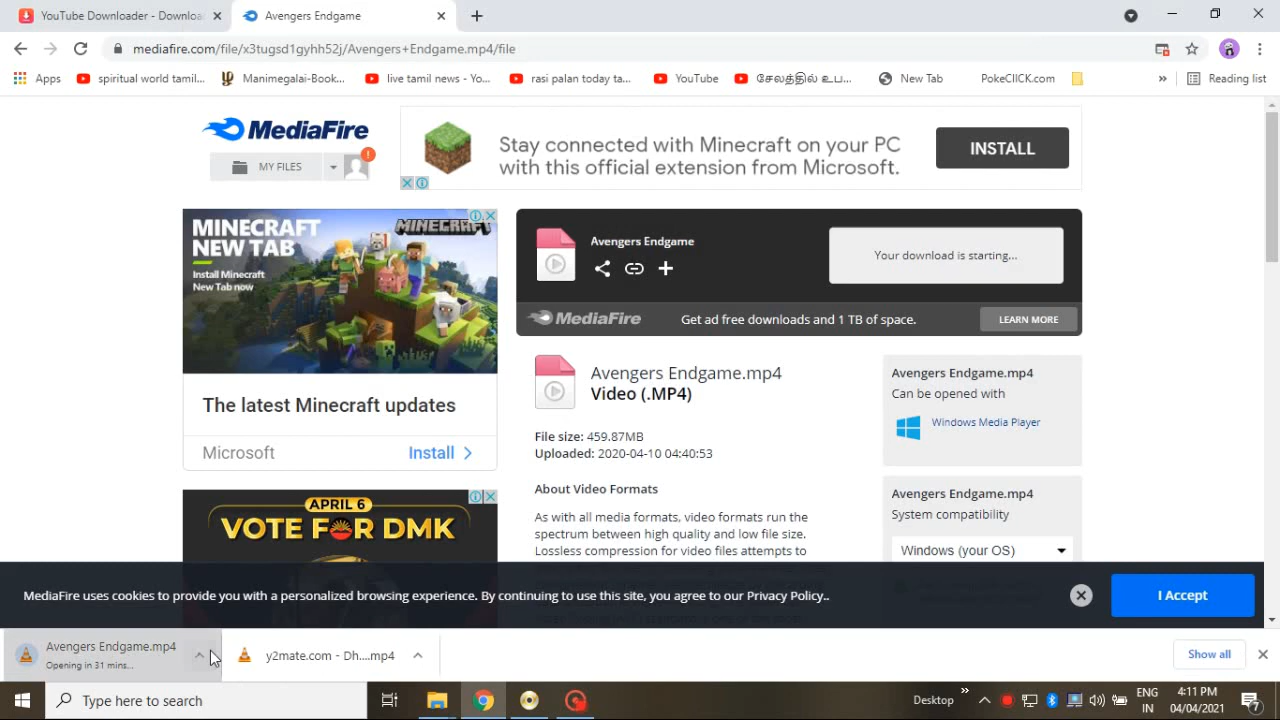 YouTube Downloader - Downloa
Avengers Endgame
mediafire.com/file/x3tugsd1gyhh52j/Avengers+Endgame.mp4/file
Apps
spiritual world tamil...
Manimegalai-Book...
live tamil news - Yo...
rasi palan today ta...
YouTube
சேலத்தில் உப...
New Tab
PokeClICK.com
»
Reading list
MediaFire
MY FILES
Stay connected with Minecraft on your PC
with this official extension from Microsoft.
INSTALL
MINECRAFT
NEW TAB
MINECRAFT
Install Minecraft
New Tab now
The latest Minecraft updates
Microsoft
Install
APRIL 6
VOTE FOR DMK
Avengers Endgame
Your download is starting...
MediaFire
Get ad free downloads and 1 TB of space.
LEARN MORE
Avengers Endgame.mp4
Video (.MP4)
File size: 459.87MB
Uploaded: 2020-04-10 04:40:53
About Video Formats
As with all media formats, video formats run the
spectrum between high quality and low file size.
Lossless compression for video files attempts to
Avengers Endgame.mp4
Can be opened with
Windows Media Player
Avengers Endgame.mp4
System compatibility
Windows (your OS)
MediaFire uses cookies to provide you with a personalized browsing experience. By continuing to use this site, you agree to our Privacy Policy..
I Accept
Avengers Endgame.mp4
Opening in 31 mins...
y2mate.com - Dh....mp4
Show all
Type here to search
Desktop
»
ENG
IN
4:11 PM
04/04/2021
7